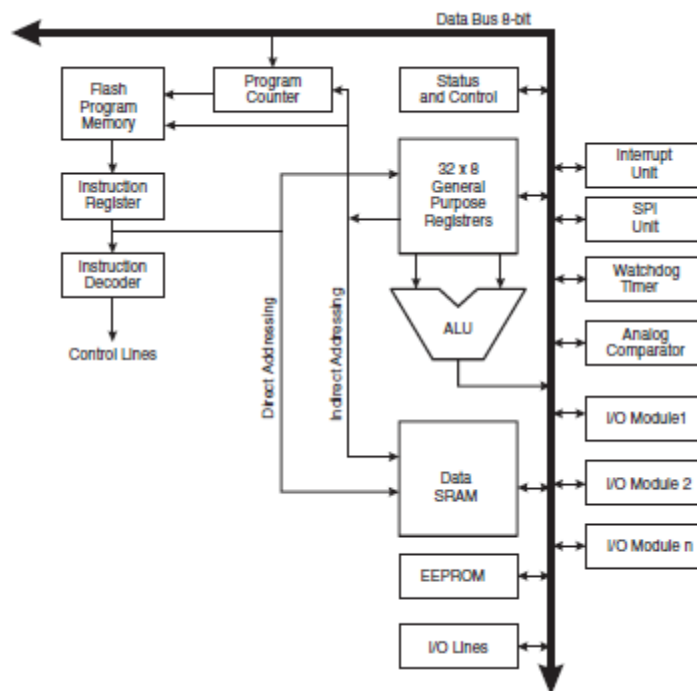 Data Bus 8-bit
Flash
Program
Memory
Program
Counter
Status
and Control
Instruction
Register
32 x 8
General
Purpose
Registrers
Interrupt
Unit
SPI
Unit
Instruction
Decoder
Watchdog
Timer
Control Lines
Direct Addressing
Indirect Addressing
ALU
Analog
Comparator
I/O Module1
Data
SRAM
I/O Module 2
I/O Module n
EEPROM
I/O Lines